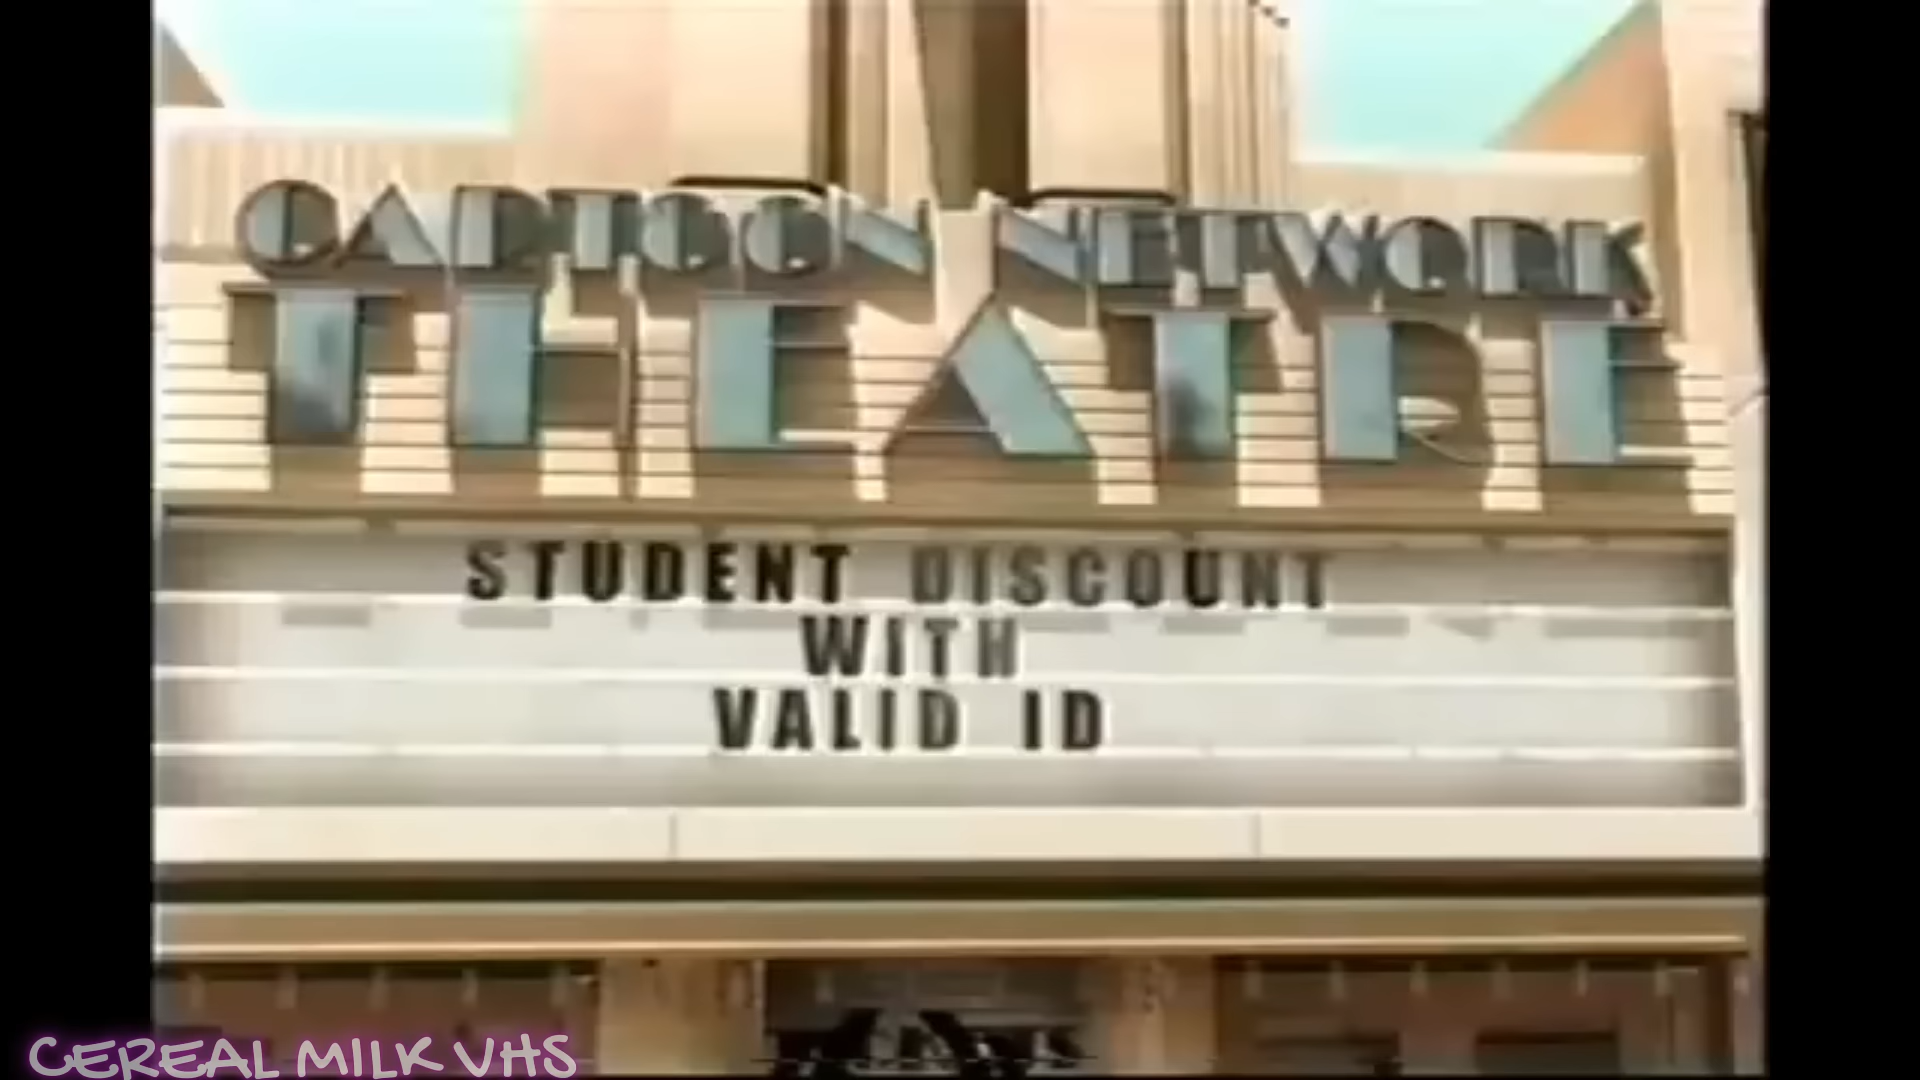 CARTOON NETWORK
THEATRE
STUDENT DISCOUNT
WITH
VALID ID
CEREAL MILK VHS